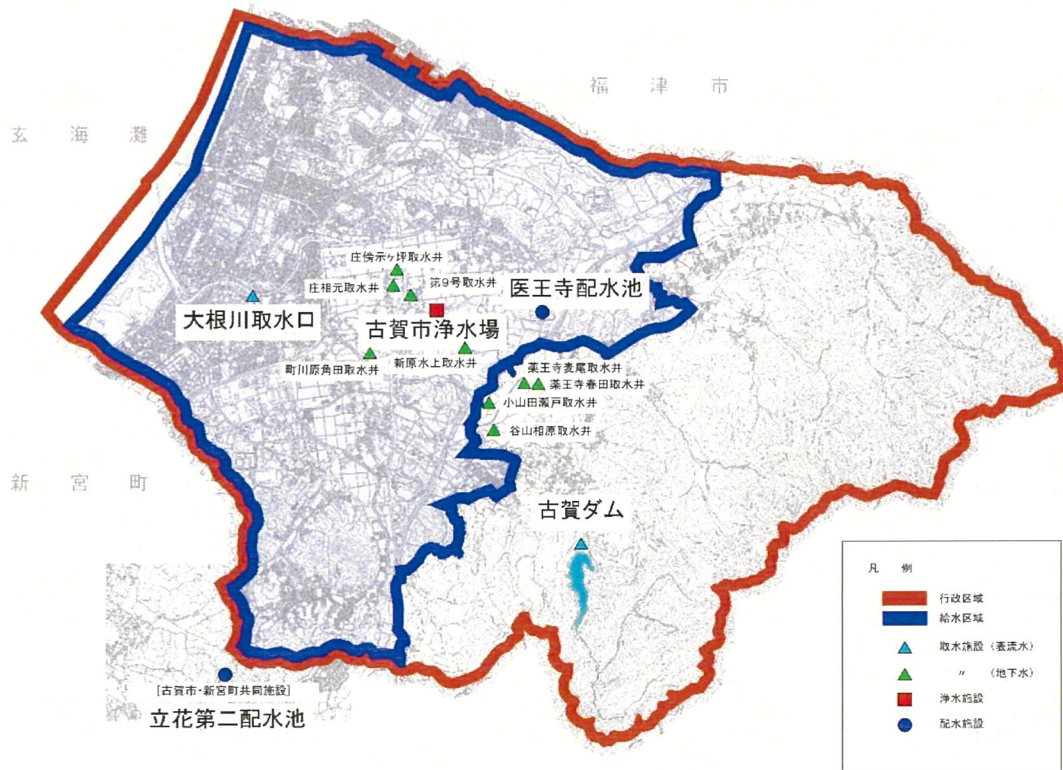 福津市
玄海灘
庄傍示ヶ坪取水井
庄相元取水井
第9号取水井
医王寺配水池
大根川取水口
古賀市浄水場
町川原角田取水井
新原水上取水井
薬王寺麦尾取水井
薬王寺春田取水井
小山田瀬戸取水井
谷山相原取水井
新宮町
古賀ダム
[古賀市・新宮町共同施設]
立花第二配水池
凡 例
行政区域
給水区域
取水施設（表流水）
〃 （地下水）
浄水施設
配水施設